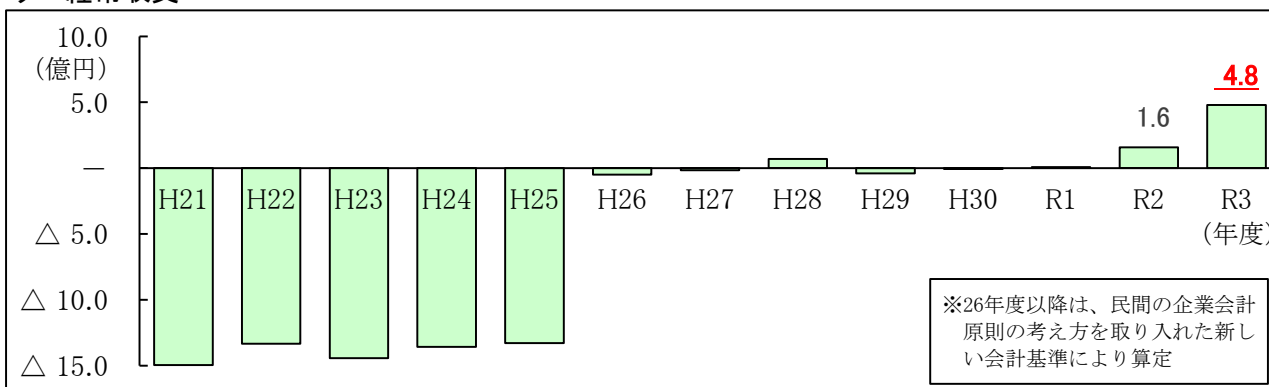 10.0
(億円)
4.8
5.0
1.6
―
H21 H22 H23 H24 H25 H26 H27 H28 H29 H30 R1 R2 R3
△ 5.0
(年度)
△ 10.0
※26年度以降は、民間の企業会計
原則の考え方を取り入れた新し
い会計基準により算定
△ 15.0